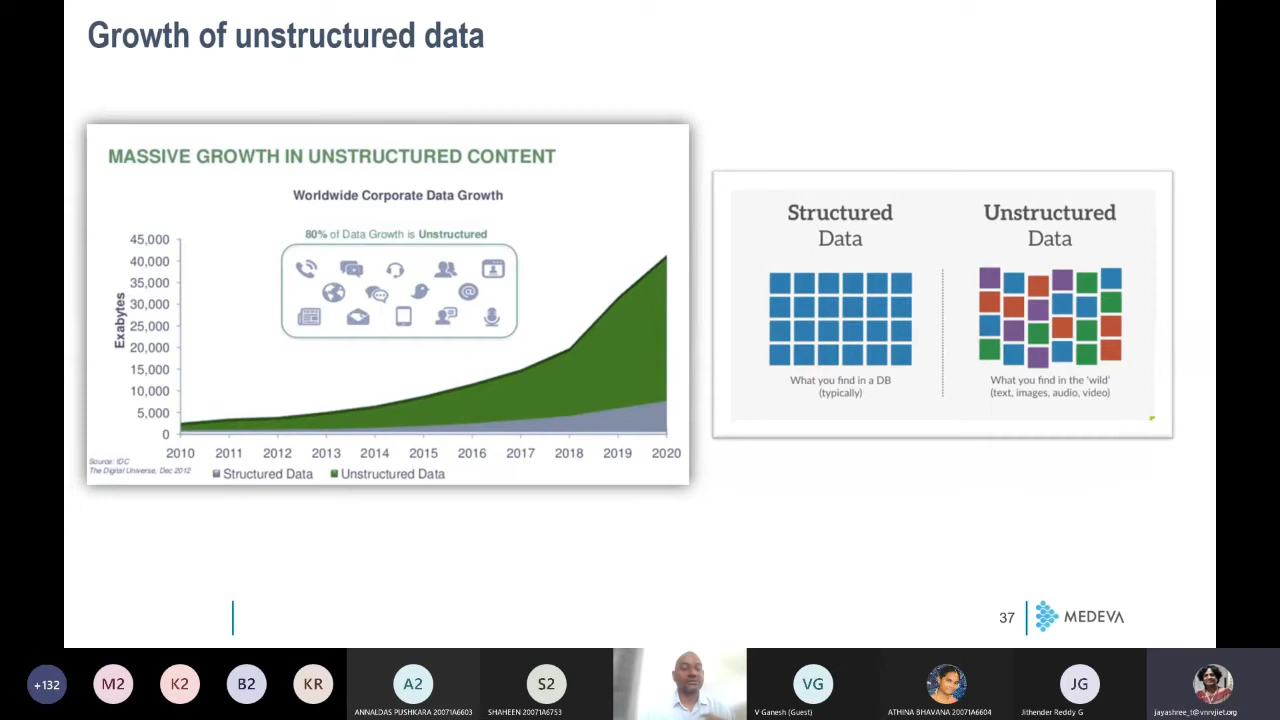 Growth of unstructured data
MASSIVE GROWTH IN UNSTRUCTURED CONTENT
Worldwide Corporate Data Growth
80% of Data Growth is Unstructured
Exabytes
45,000
40,000
35,000
30,000
25,000
20,000
15,000
10,000
5,000
0
2010 2011 2012 2013 2014 2015 2016 2017 2018 2019 2020
Source: IDC
The Digital Universe, Dec 2012
Structured Data Unstructured Data
Structured
Data
What you find in a DB
(typically)
Unstructured
Data
What you find in the 'wild'
(text, images, audio, video)
37
MEDEVA
+132
M2
K2
B2
KR
A2
ANNALDAS PUSHKARA 20071A6603
S2
SHAHEEN 20071A6753
VG
V Ganesh (Guest)
ATHINA BHAVANA 20071A6604
JG
Jithender Reddy G
jayashree_t@vnrvjiet.org